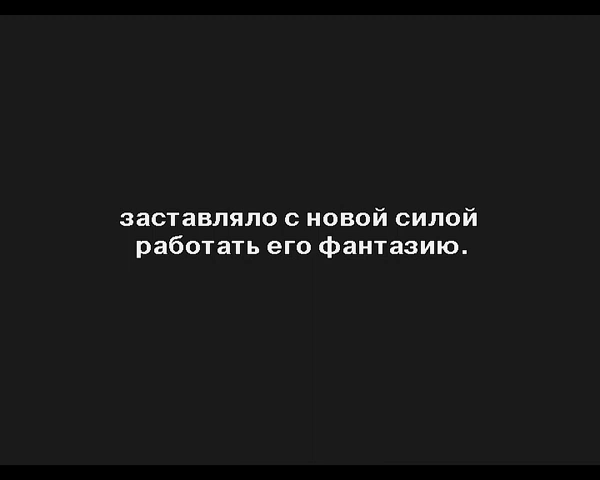 заставляло с новой силой
работать его фантазию.